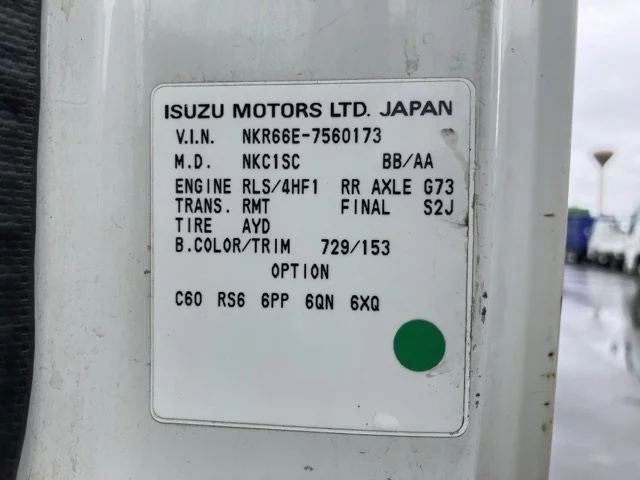 ISUZU MOTORS LTD. JAPAN
V.I.N. NKR66E-7560173
M.D. NKC1SC BB/AA
ENGINE RLS/4HF1 RR AXLE G73
TRANS. RMT FINAL S2J
TIRE AYD
B.COLOR/TRIM 729/153
OPTION
C60 RS6 6PP 6QN 6XQ